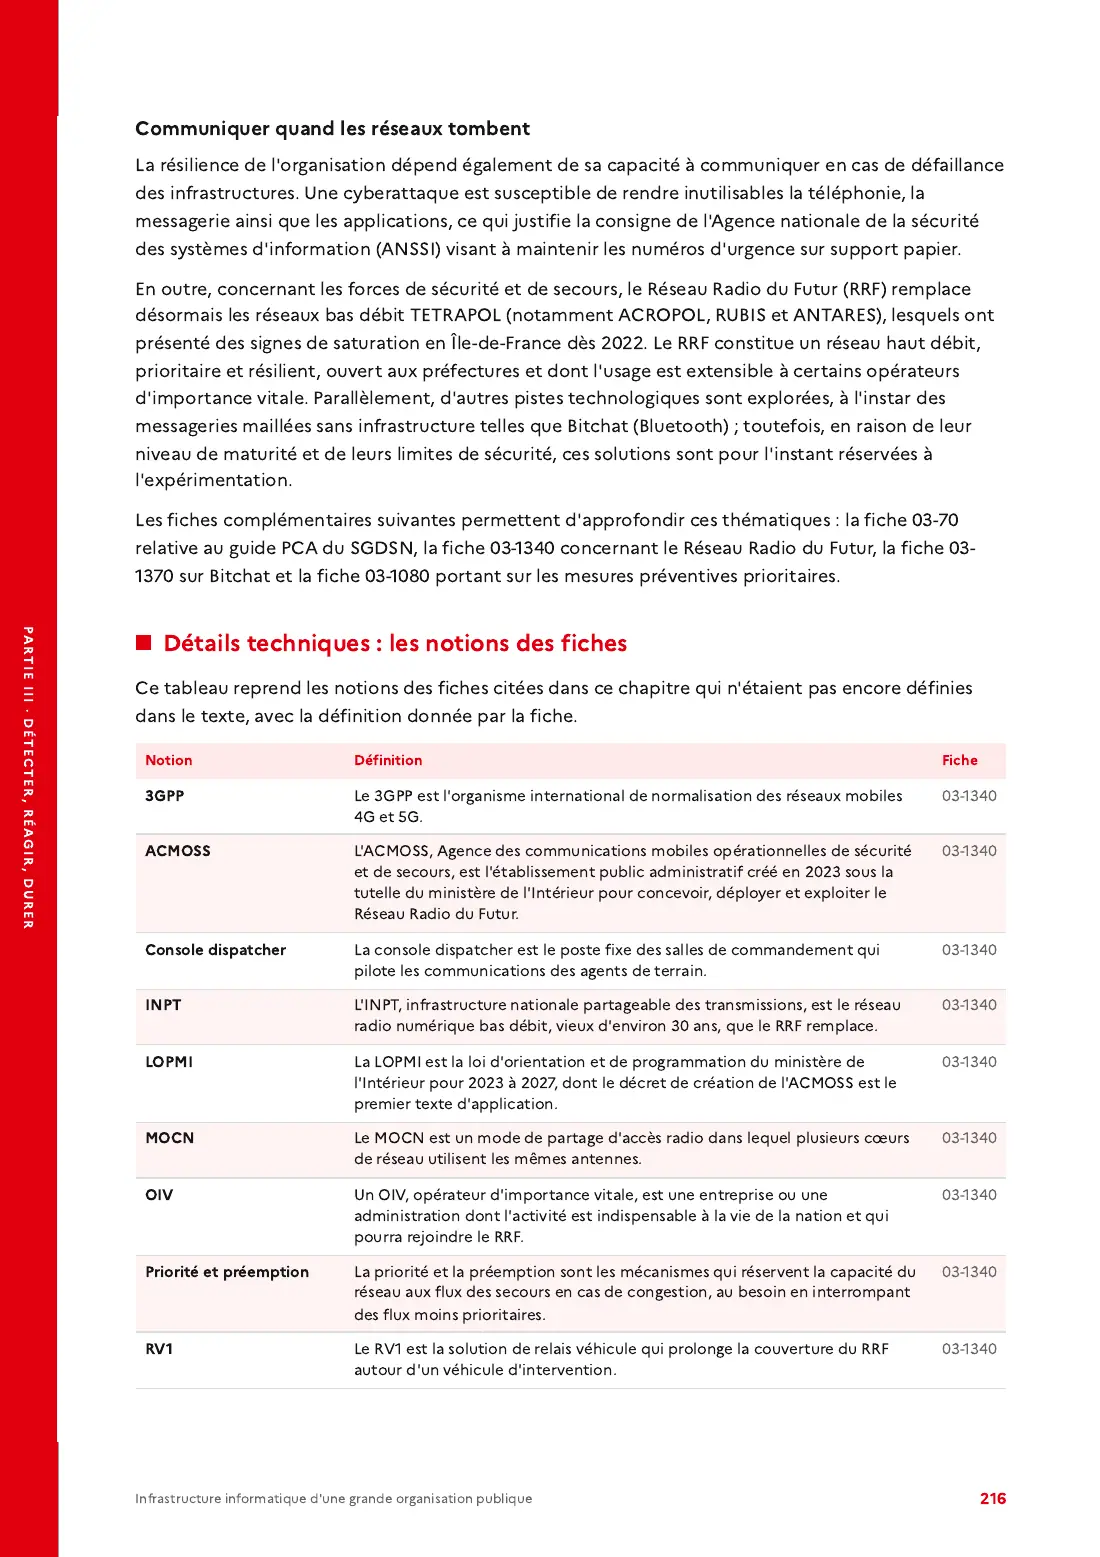 Communiquer quand les réseaux tombent
La résilience de l'organisation dépend également de sa capacité à communiquer en cas de défaillance
des infrastructures. Une cyberattaque est susceptible de rendre inutilisables la téléphonie, la
messagerie ainsi que les applications, ce qui justifie la consigne de l'Agence nationale de la sécurité
des systèmes d'information (ANSSI) visant à maintenir les numéros d'urgence sur support papier.
En outre, concernant les forces de sécurité et de secours, le Réseau Radio du Futur (RRF) remplace
désormais les réseaux bas débit TETRAPOL (notamment ACROPOL, RUBIS et ANTARES), lesquels ont
présenté des signes de saturation en Île-de-France dès 2022. Le RRF constitue un réseau haut débit,
prioritaire et résilient, ouvert aux préfectures et dont l'usage est extensible à certains opérateurs
d'importance vitale. Parallèlement, d'autres pistes technologiques sont explorées, à l'instar des
messageries maillées sans infrastructure telles que Bitchat (Bluetooth) ; toutefois, en raison de leur
niveau de maturité et de leurs limites de sécurité, ces solutions sont pour l'instant réservées à
l'expérimentation.
Les fiches complémentaires suivantes permettent d'approfondir ces thématiques : la fiche 03-70
relative au guide PCA du SGDSN, la fiche 03-1340 concernant le Réseau Radio du Futur, la fiche 03-
1370 sur Bitchat et la fiche 03-1080 portant sur les mesures préventives prioritaires.
PARTIE III · DÉTECTER, RÉAGIR, DURER
Détails techniques : les notions des fiches
Ce tableau reprend les notions des fiches citées dans ce chapitre qui n'étaient pas encore définies
dans le texte, avec la définition donnée par la fiche.
Notion Définition Fiche
3GPP Le 3GPP est l'organisme international de normalisation des réseaux mobiles 03-1340
4G et 5G.
ACMOSS L'ACMOSS, Agence des communications mobiles opérationnelles de sécurité 03-1340
et de secours, est l'établissement public administratif créé en 2023 sous la
tutelle du ministère de l'Intérieur pour concevoir, déployer et exploiter le
Réseau Radio du Futur.
Console dispatcher La console dispatcher est le poste fixe des salles de commandement qui 03-1340
pilote les communications des agents de terrain.
INPT L'INPT, infrastructure nationale partageable des transmissions, est le réseau 03-1340
radio numérique bas débit, vieux d'environ 30 ans, que le RRF remplace.
LOPMI La LOPMI est la loi d'orientation et de programmation du ministère de 03-1340
l'Intérieur pour 2023 à 2027, dont le décret de création de l'ACMOSS est le
premier texte d'application.
MOCN Le MOCN est un mode de partage d'accès radio dans lequel plusieurs cœurs 03-1340
de réseau utilisent les mêmes antennes.
OIV Un OIV, opérateur d'importance vitale, est une entreprise ou une 03-1340
administration dont l'activité est indispensable à la vie de la nation et qui
pourra rejoindre le RRF.
Priorité et préemption La priorité et la préemption sont les mécanismes qui réservent la capacité du 03-1340
réseau aux flux des secours en cas de congestion, au besoin en interrompant
des flux moins prioritaires.
RV1 Le RV1 est la solution de relais véhicule qui prolonge la couverture du RRF 03-1340
autour d'un véhicule d'intervention.
Infrastructure informatique d'une grande organisation publique 216